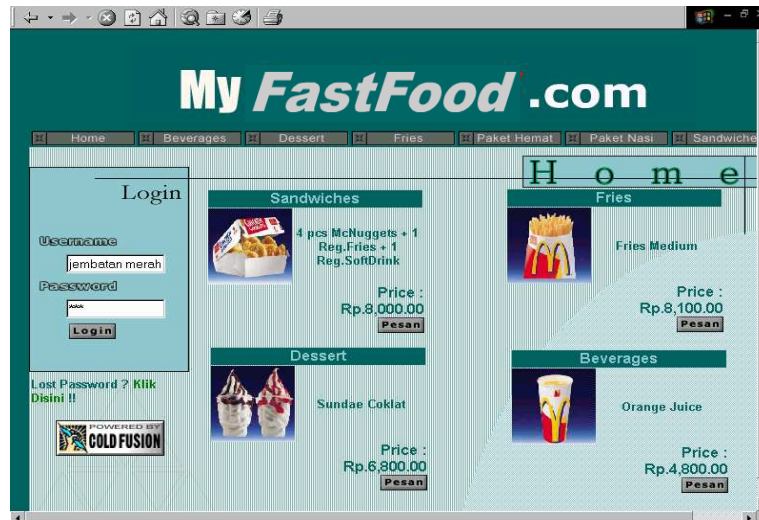 My FastFood .com
Home Beverages Dessert Fries Paket Hemat Paket Nasi Sandwiche
Home
Login
Username
jembatan merah
Password
****
Login
Lost Password ? Klik
Disini !!
POWERED BY
COLD FUSION
Sandwiches
4 pcs McNuggets + 1
Reg.Fries + 1
Reg.SoftDrink
Price :
Rp.8,000.00
Pesan
Fries
Fries Medium
Price :
Rp.8,100.00
Pesan
Dessert
Sundae Coklat
Price :
Rp.6,800.00
Pesan
Beverages
Orange Juice
Price :
Rp.4,800.00
Pesan